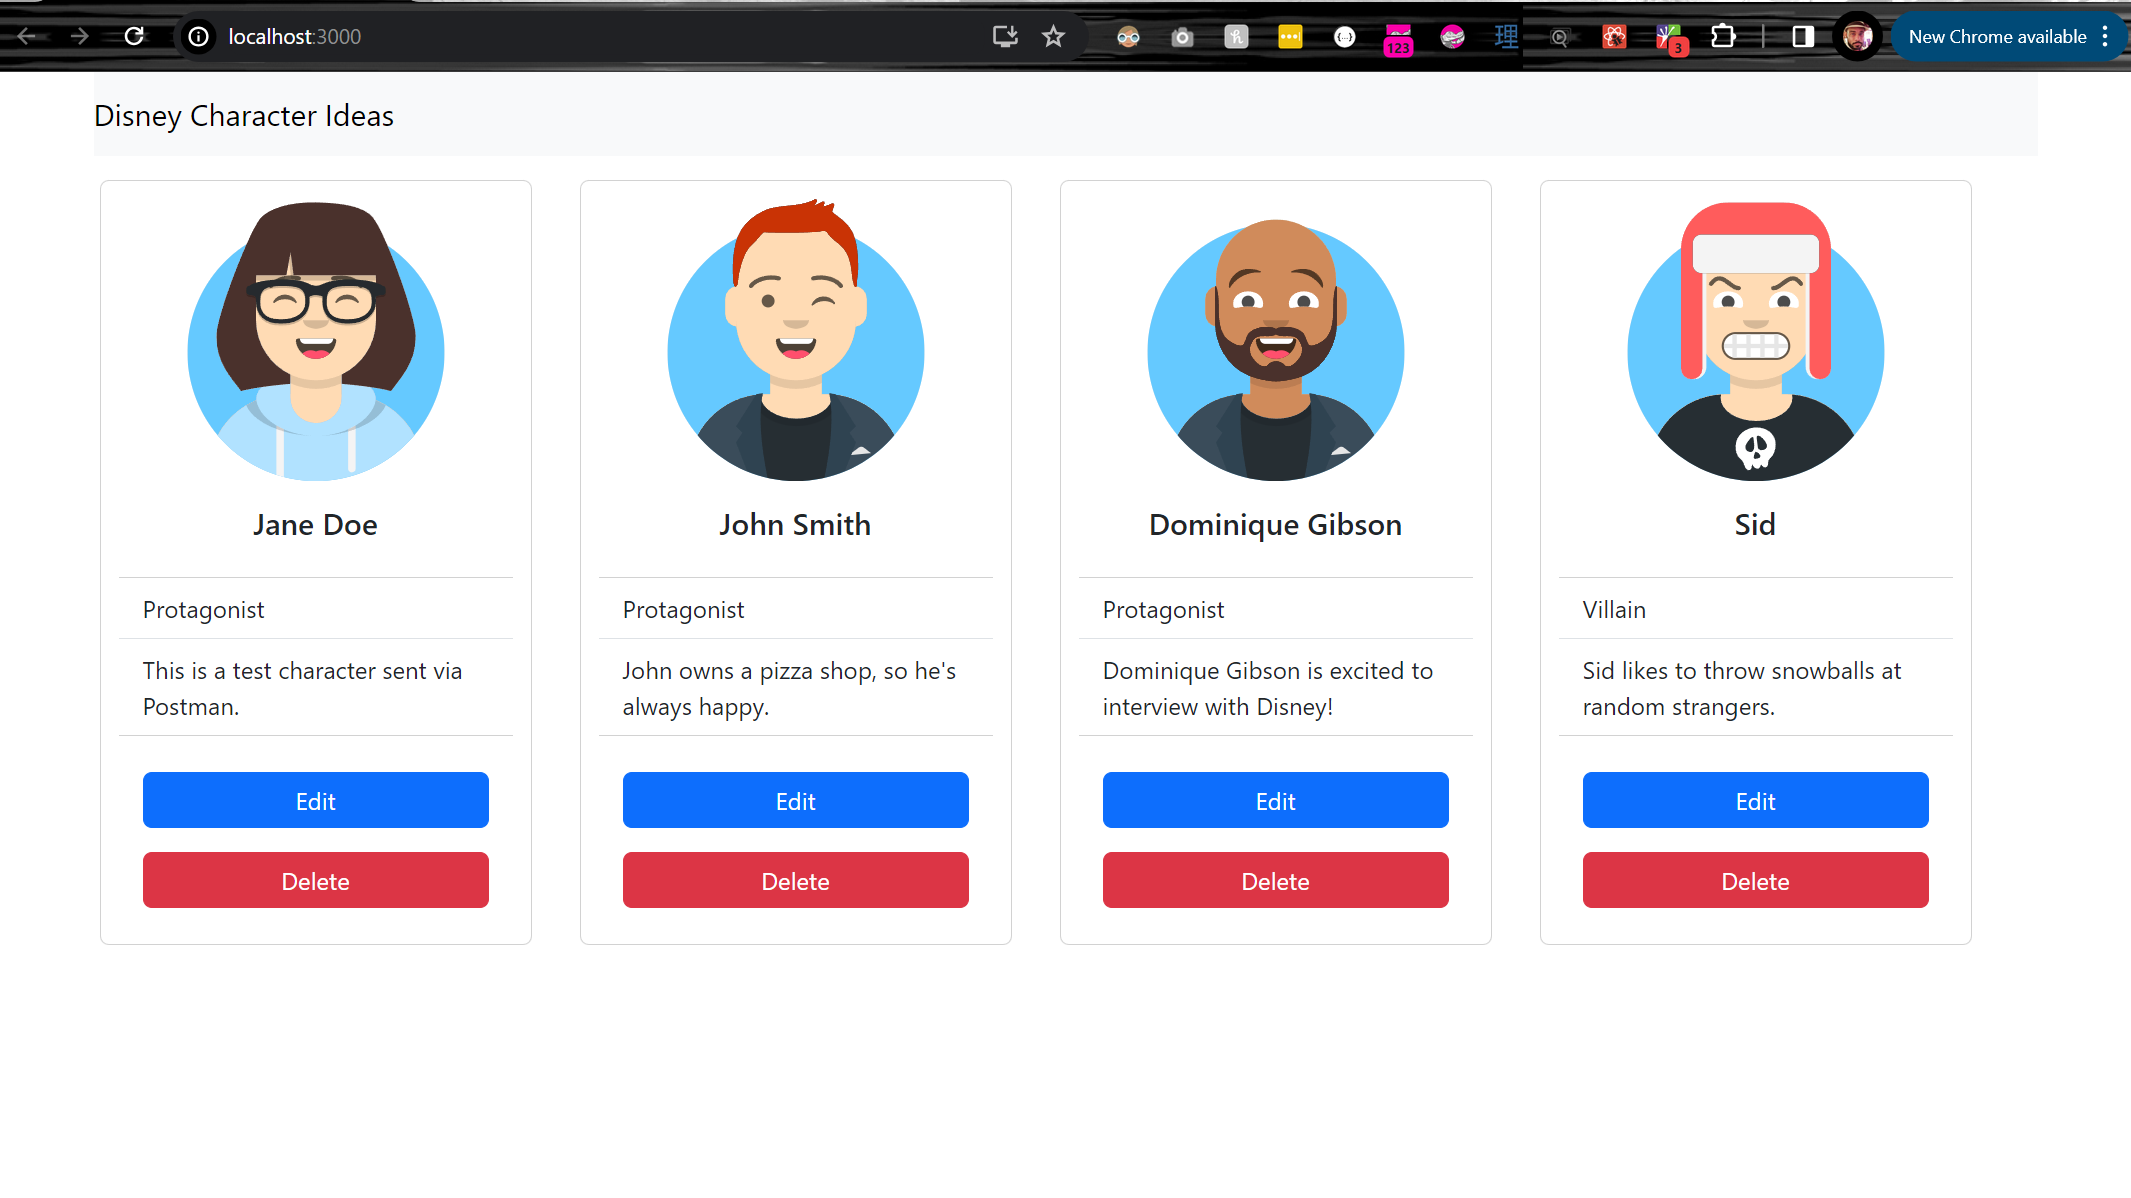 localhost:3000
123
理
3
New Chrome available
Disney Character Ideas
Jane Doe
Protagonist
This is a test character sent via
Postman.
Edit
Delete
John Smith
Protagonist
John owns a pizza shop, so he's
always happy.
Edit
Delete
Dominique Gibson
Protagonist
Dominique Gibson is excited to
interview with Disney!
Edit
Delete
Sid
Villain
Sid likes to throw snowballs at
random strangers.
Edit
Delete